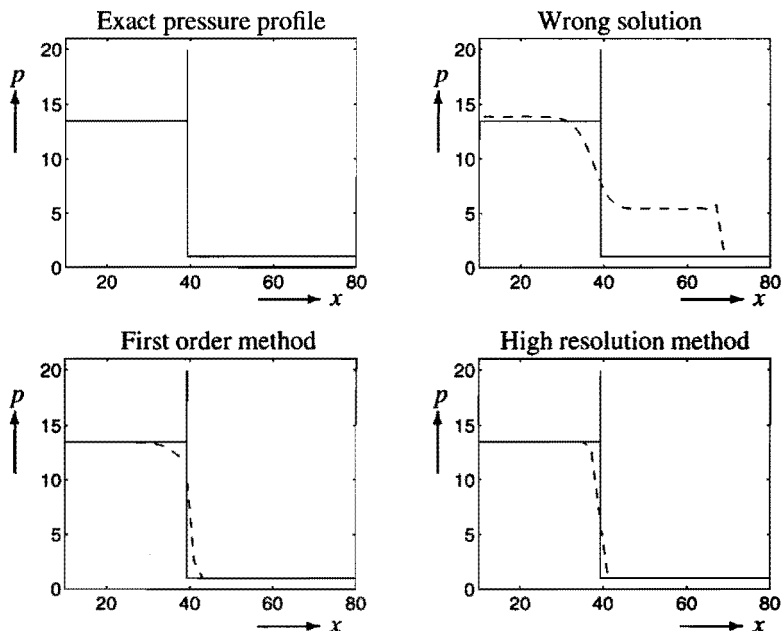 Exact pressure profile
p
20
15
10
5
0
20 40 60 80
x
Wrong solution
p
20
15
10
5
0
20 40 60 80
x
First order method
p
20
15
10
5
0
20 40 60 80
x
High resolution method
p
20
15
10
5
0
20 40 60 80
x